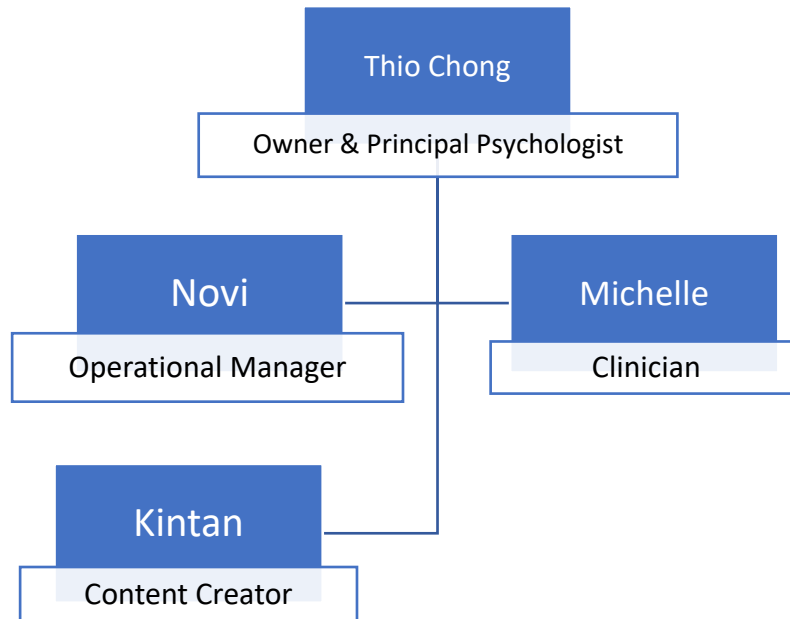 Thio Chong
Owner & Principal Psychologist
Novi
Operational Manager
Michelle
Clinician
Kintan
Content Creator